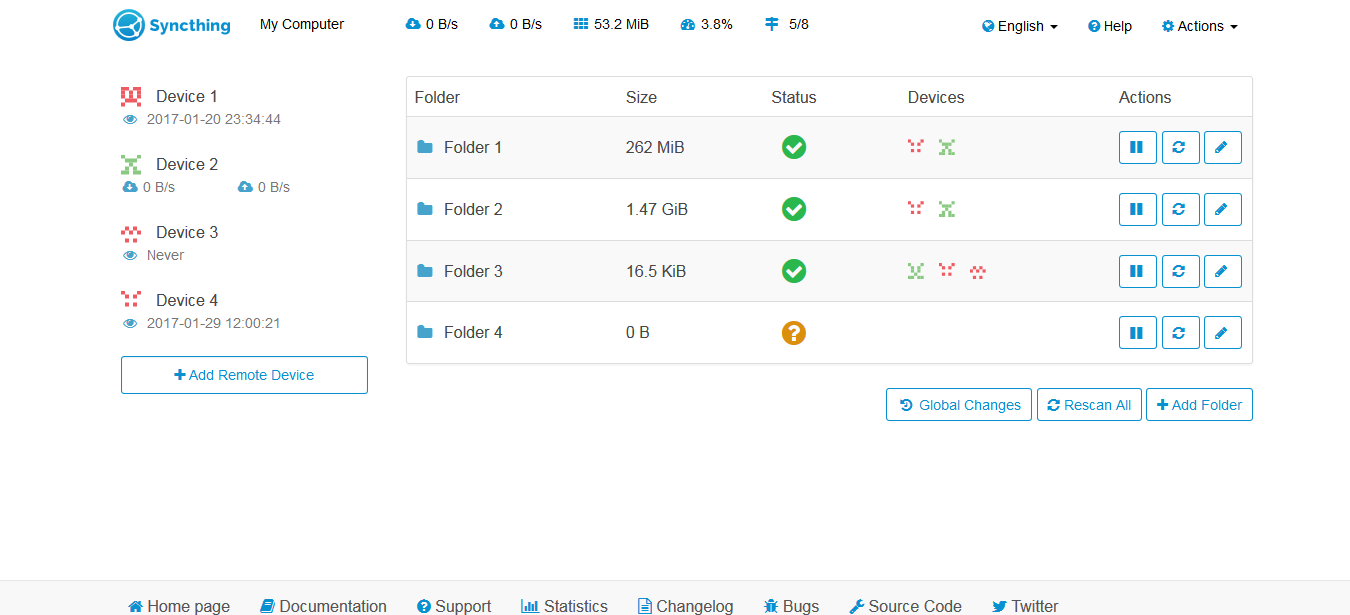 Syncthing My Computer 0 B/s 0 B/s 53.2 MiB 3.8% 5/8 English Help Actions
Device 1
2017-01-20 23:34:44
Device 2
0 B/s 0 B/s
Device 3
Never
Device 4
2017-01-29 12:00:21
Add Remote Device
Folder Size Status Devices Actions
Folder 1 262 MiB
Folder 2 1.47 GiB
Folder 3 16.5 KiB
Folder 4 0 B
Global Changes Rescan All Add Folder
Home page Documentation Support Statistics Changelog Bugs Source Code Twitter